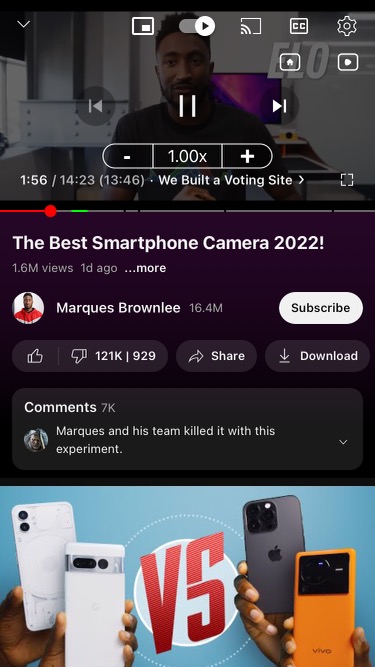 ELO
CC
- 1.00x +
1:56 / 14:23 (13:46) · We Built a Voting Site >
The Best Smartphone Camera 2022!
1.6M views 1d ago ...more
Marques Brownlee 16.4M
Subscribe
121K | 929
Share
Download
Comments 7K
Marques and his team killed it with this
experiment.
VS
vivo